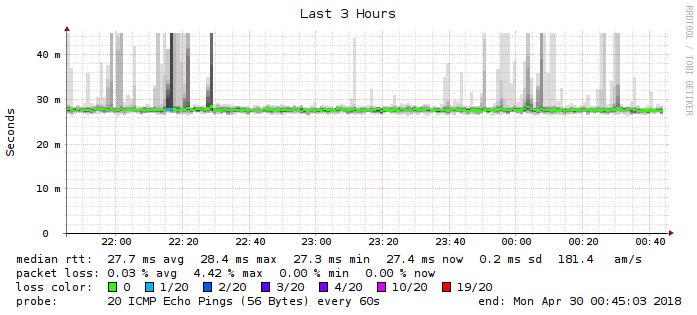 Last 3 Hours
RRDTOOL / TOBI OETIKER
Seconds
40 m
30 m
20 m
10 m
0
22:00 22:20 22:40 23:00 23:20 23:40 00:00 00:20 00:40
median rtt: 27.7 ms avg 28.4 ms max 27.3 ms min 27.4 ms now 0.2 ms sd 181.4 am/s
packet loss: 0.03 % avg 4.42 % max 0.00 % min 0.00 % now
loss color: 0 1/20 2/20 3/20 4/20 10/20 19/20
probe: 20 ICMP Echo Pings (56 Bytes) every 60s end: Mon Apr 30 00:45:03 2018